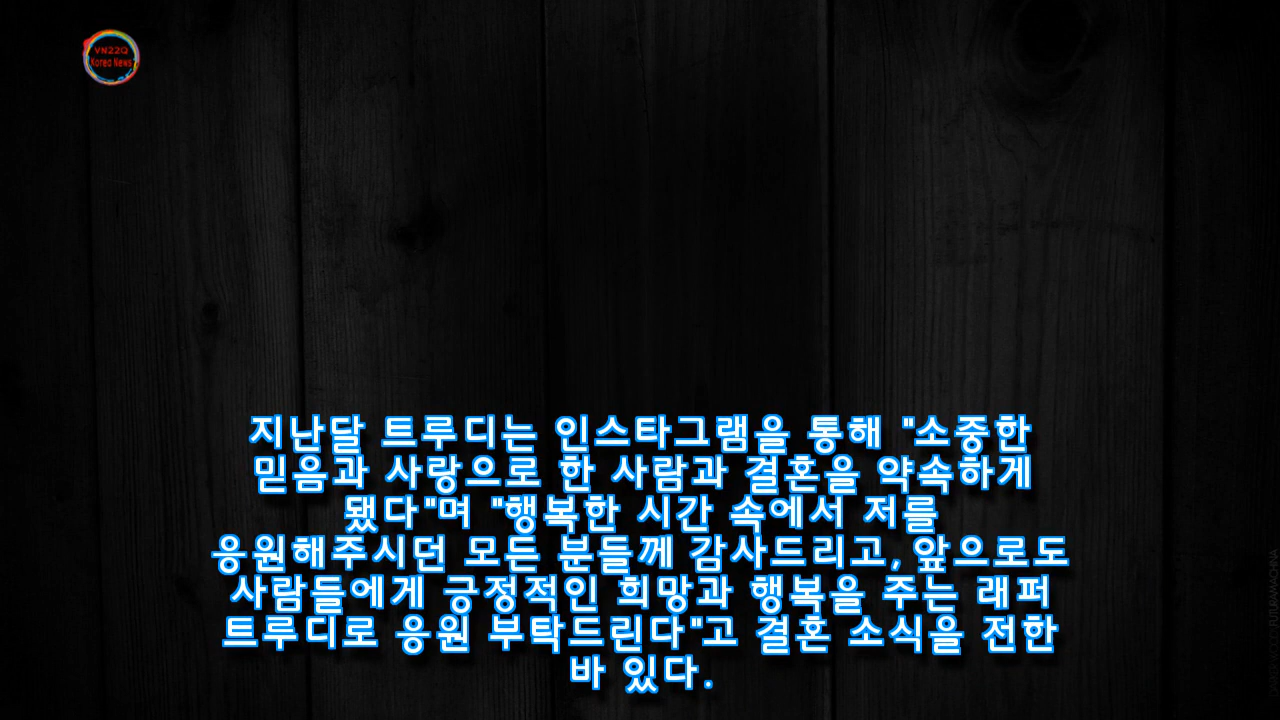 VN22Q
Korea News
지난달 트루디는 인스타그램을 통해 "소중한
믿음과 사랑으로 한 사람과 결혼을 약속하게
됐다"며 "행복한 시간 속에서 저를
응원해주시던 모든 분들께 감사드리고, 앞으로도
사람들에게 긍정적인 희망과 행복을 주는 래퍼
트루디로 응원 부탁드린다"고 결혼 소식을 전한
바 있다.